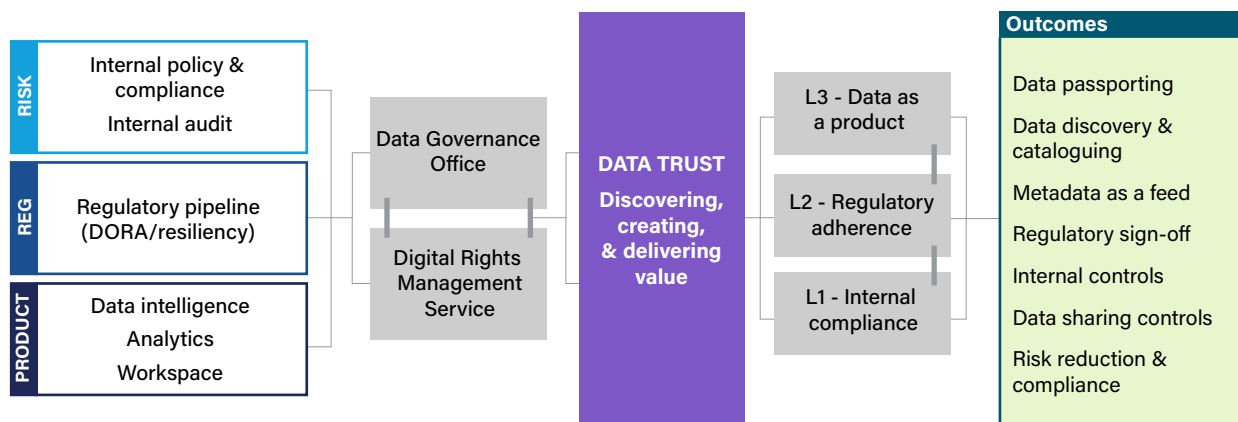 RISK
Internal policy &
compliance
Internal audit
REG
Regulatory pipeline
(DORA/resiliency)
PRODUCT
Data intelligence
Analytics
Workspace
Data Governance
Office
Digital Rights
Management
Service
DATA TRUST
Discovering,
creating,
& delivering
value
L3 - Data as
a product
L2 - Regulatory
adherence
L1 - Internal
compliance
Outcomes
Data passporting
Data discovery &
cataloguing
Metadata as a feed
Regulatory sign-off
Internal controls
Data sharing controls
Risk reduction &
compliance